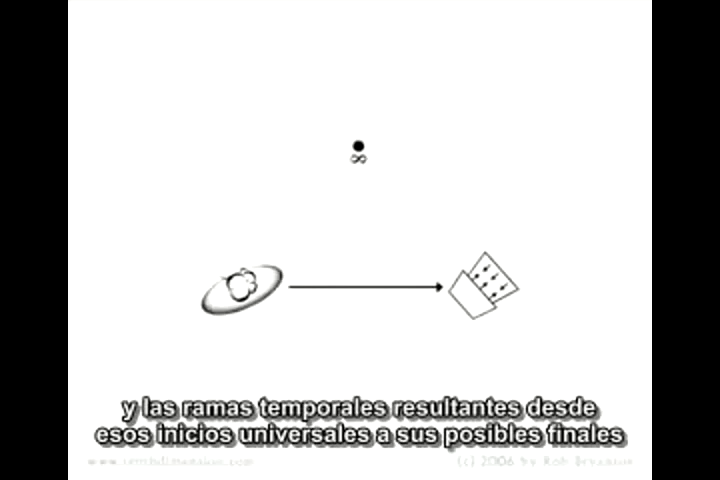 ∞
y las ramas temporales resultantes desde
esos inicios universales a sus posibles finales
(c) 2006 by Rob Bryanton